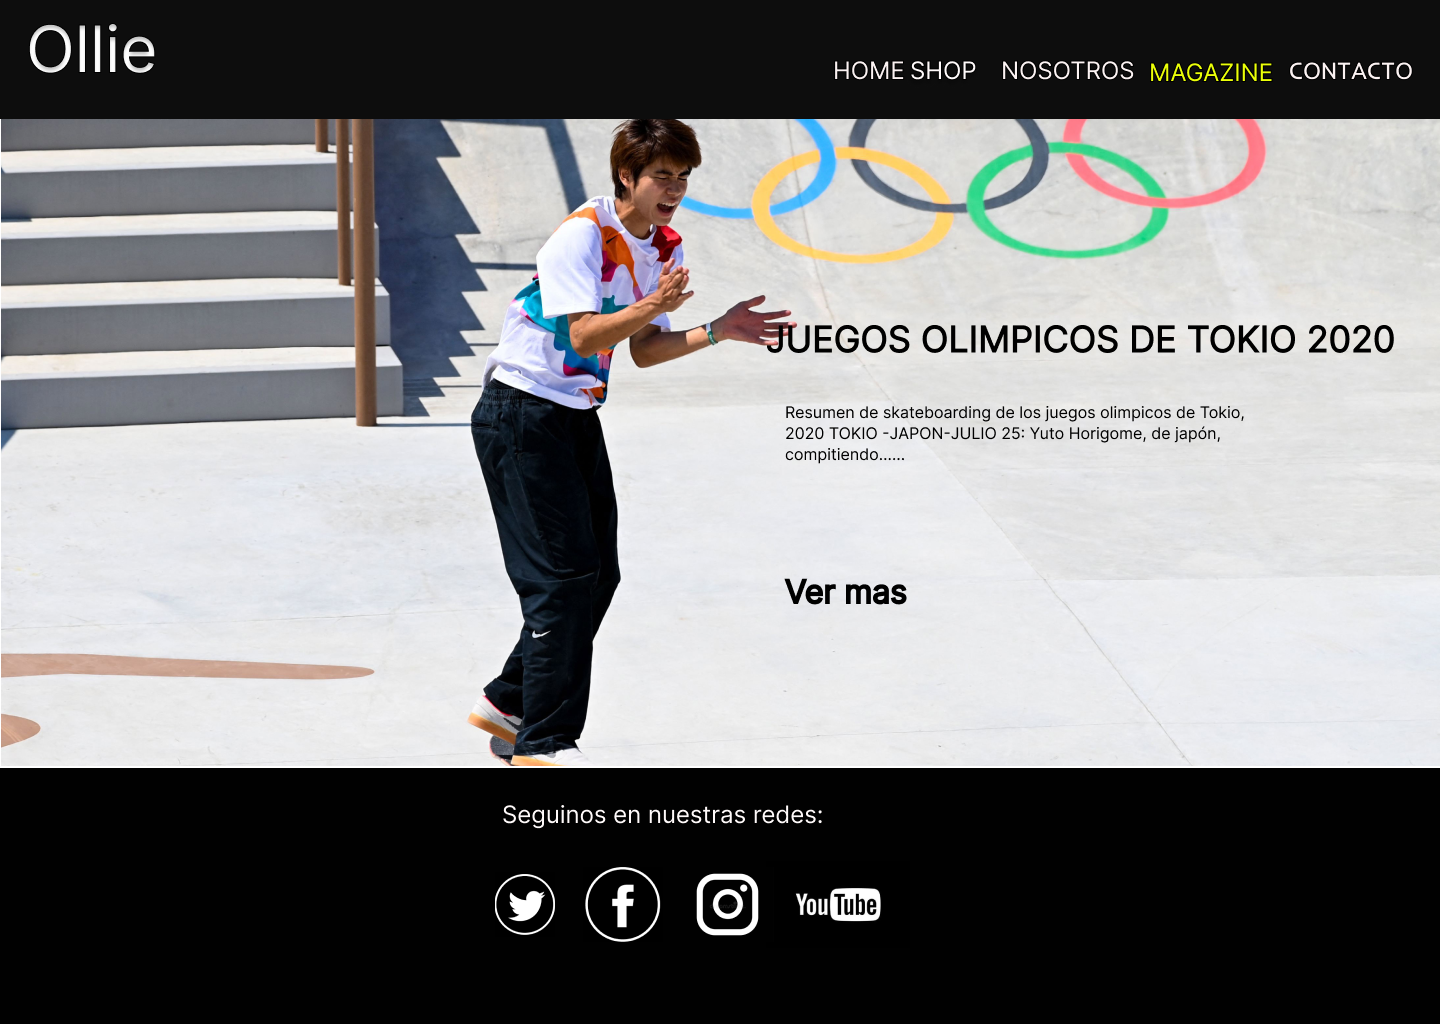 Ollie
HOME SHOP NOSOTROS MAGAZINE CONTACTO
JUEGOS OLIMPICOS DE TOKIO 2020
Resumen de skateboarding de los juegos olimpicos de Tokio,
2020 TOKIO -JAPON-JULIO 25: Yuto Horigome, de japón,
compitiendo......
Ver mas
Seguinos en nuestras redes:
YouTube